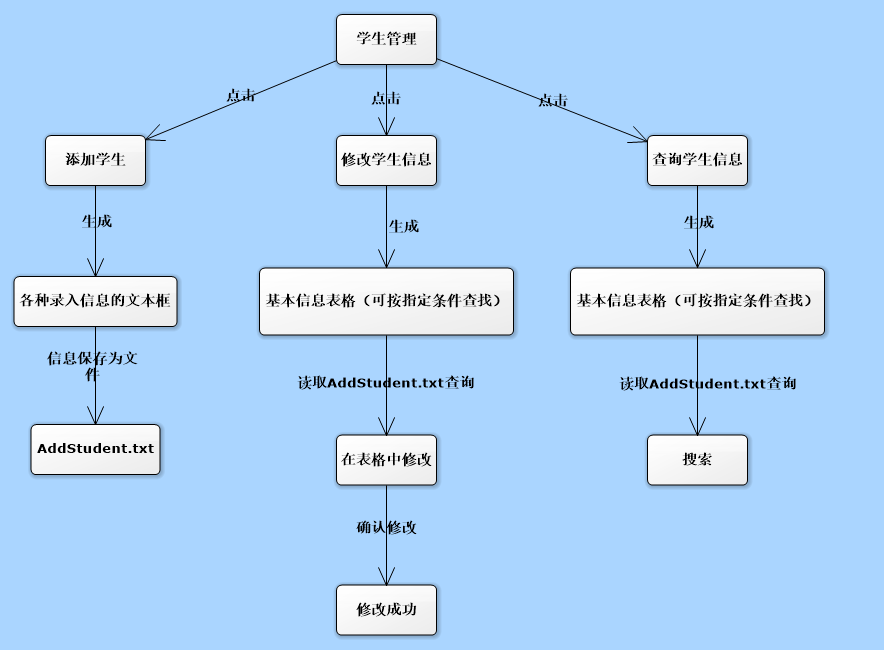 学生管理
点击
点击
点击
添加学生
修改学生信息
查询学生信息
生成
生成
生成
各种录入信息的文本框
基本信息表格（可按指定条件查找）
基本信息表格（可按指定条件查找）
信息保存为文
件
读取AddStudent.txt查询
读取AddStudent.txt查询
AddStudent.txt
在表格中修改
搜索
确认修改
修改成功